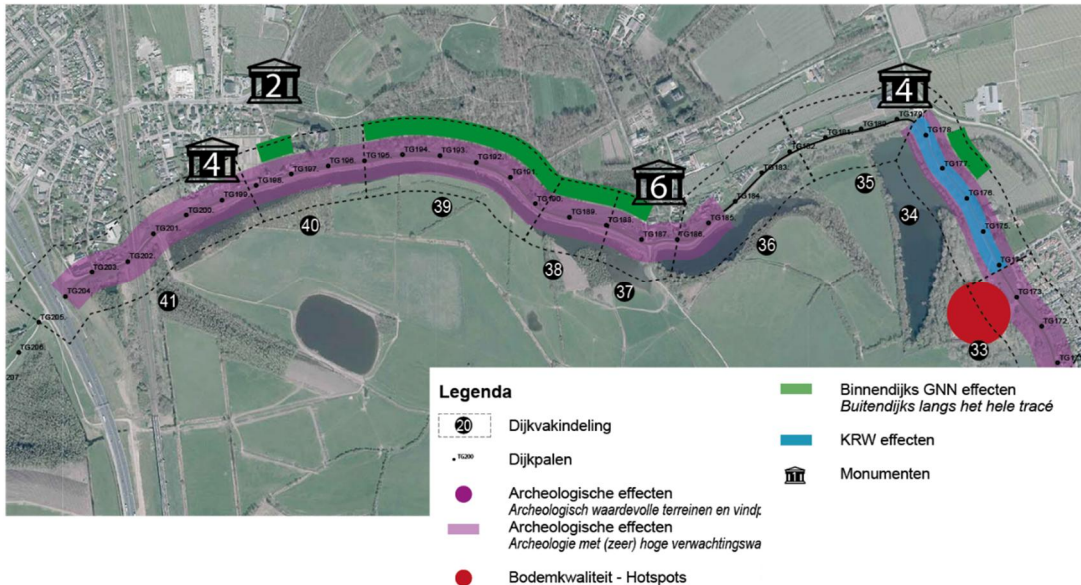 2
4
4
6
TG179.
TG178.
TG177.
TG176.
TG175.
TG173.
TG172.
TG182.
TG183.
TG184.
TG185.
TG186.
TG187.
TG188.
TG189.
TG190.
TG191.
TG192.
TG193.
TG194.
TG195.
TG196.
TG197.
TG198.
TG199.
TG200.
TG201.
TG202.
TG203.
TG204.
TG205.
TG206.
207.
41
40
39
38
37
36
35
34
33
Legenda
20 Dijkvakindeling
TG200 Dijkpalen
Archeologische effecten
Archeologisch waardevolle terreinen en
Archeologische effecten
Archeologie met (zeer) hoge
Bodemkwaliteit - Hotspots
Binnendijks GNN effecten
Buitendijks langs het hele tracé
KRW effecten
1 Monumenten